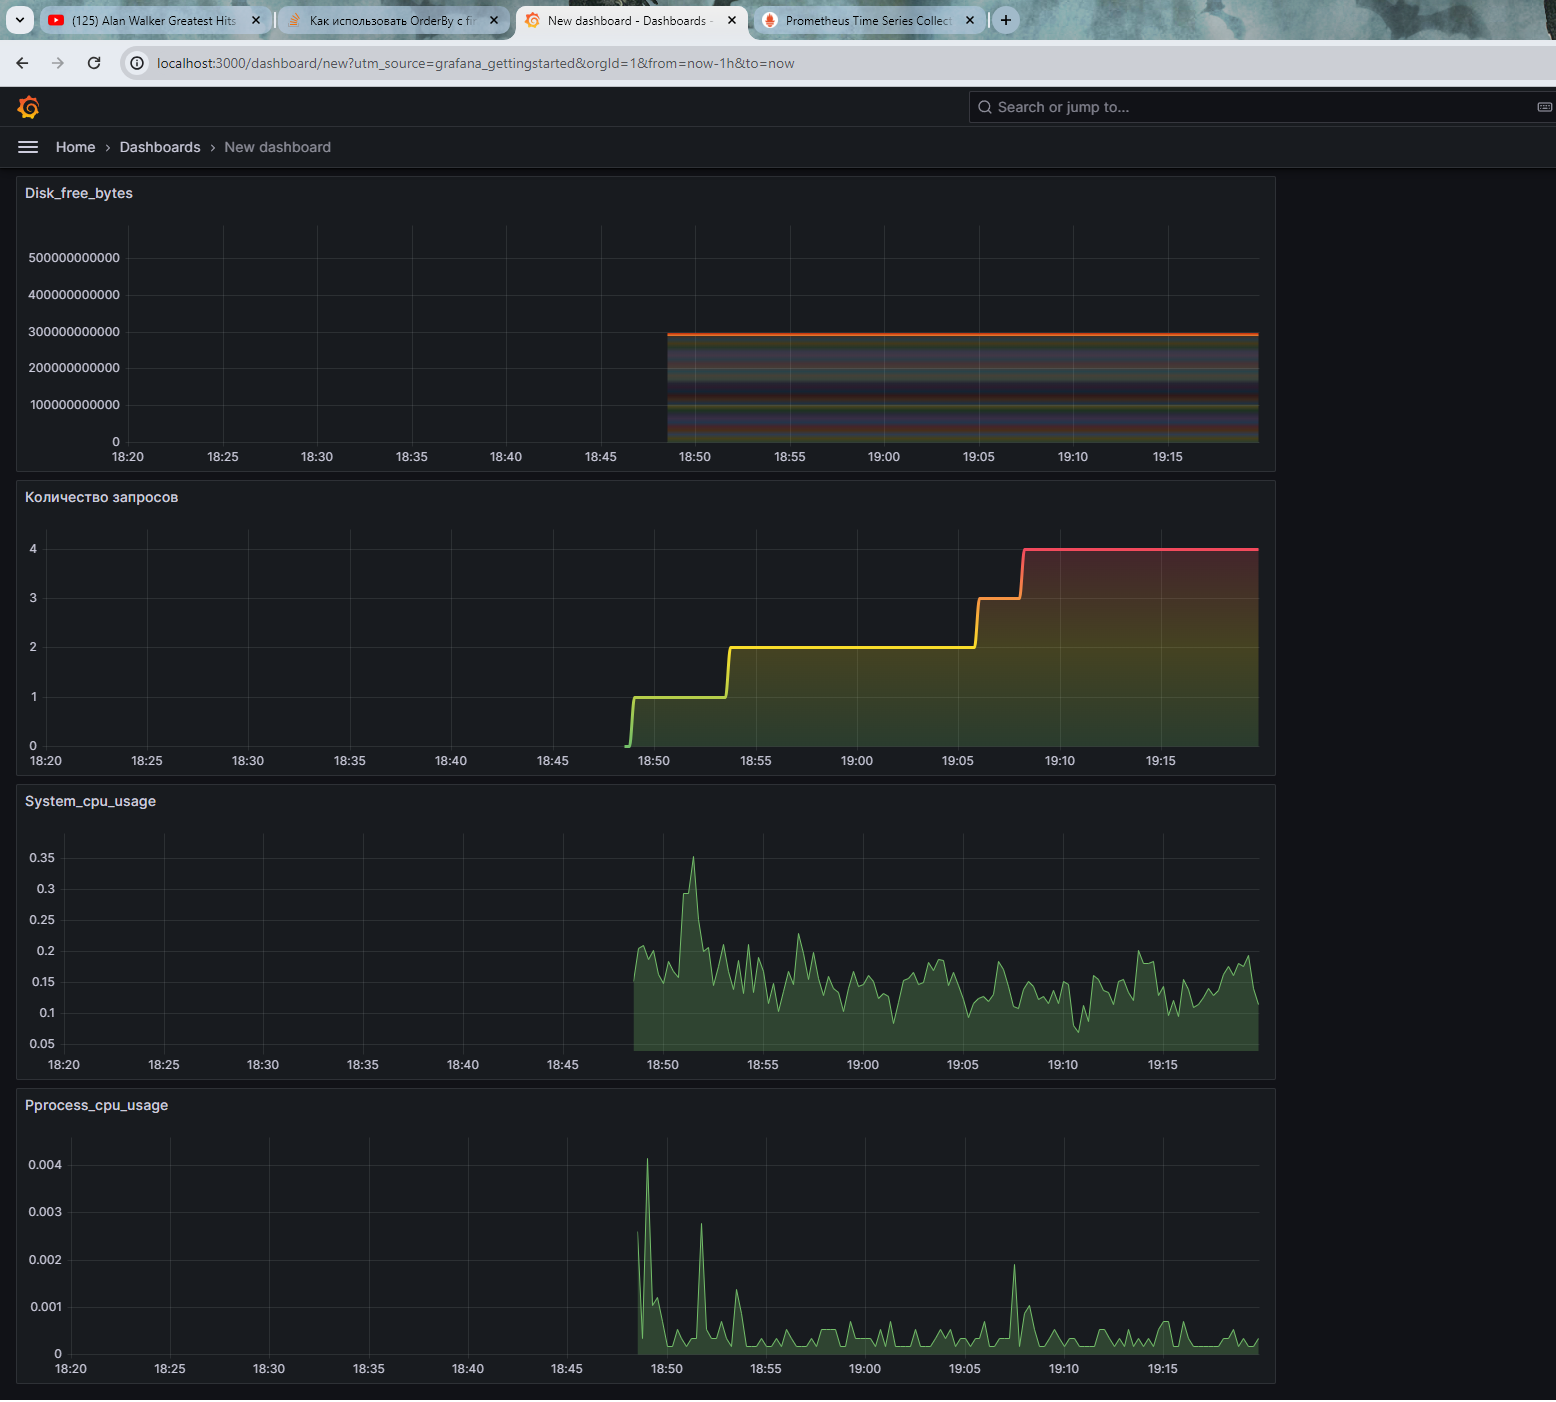 (125) Alan Walker Greatest Hits
Как использовать OrderBy с fi
New dashboard - Dashboards -
Prometheus Time Series Collect
localhost:3000/dashboard/new?utm_source=grafana_gettingstarted&orgId=1&from=now-1h&to=now
Search or jump to...
Home › Dashboards › New dashboard
Disk_free_bytes
500000000000
400000000000
300000000000
200000000000
100000000000
0
18:20 18:25 18:30 18:35 18:40 18:45 18:50 18:55 19:00 19:05 19:10 19:15
Количество запросов
4
3
2
1
0
18:20 18:25 18:30 18:35 18:40 18:45 18:50 18:55 19:00 19:05 19:10 19:15
System_cpu_usage
0.35
0.3
0.25
0.2
0.15
0.1
0.05
18:20 18:25 18:30 18:35 18:40 18:45 18:50 18:55 19:00 19:05 19:10 19:15
Pprocess_cpu_usage
0.004
0.003
0.002
0.001
0
18:20 18:25 18:30 18:35 18:40 18:45 18:50 18:55 19:00 19:05 19:10 19:15